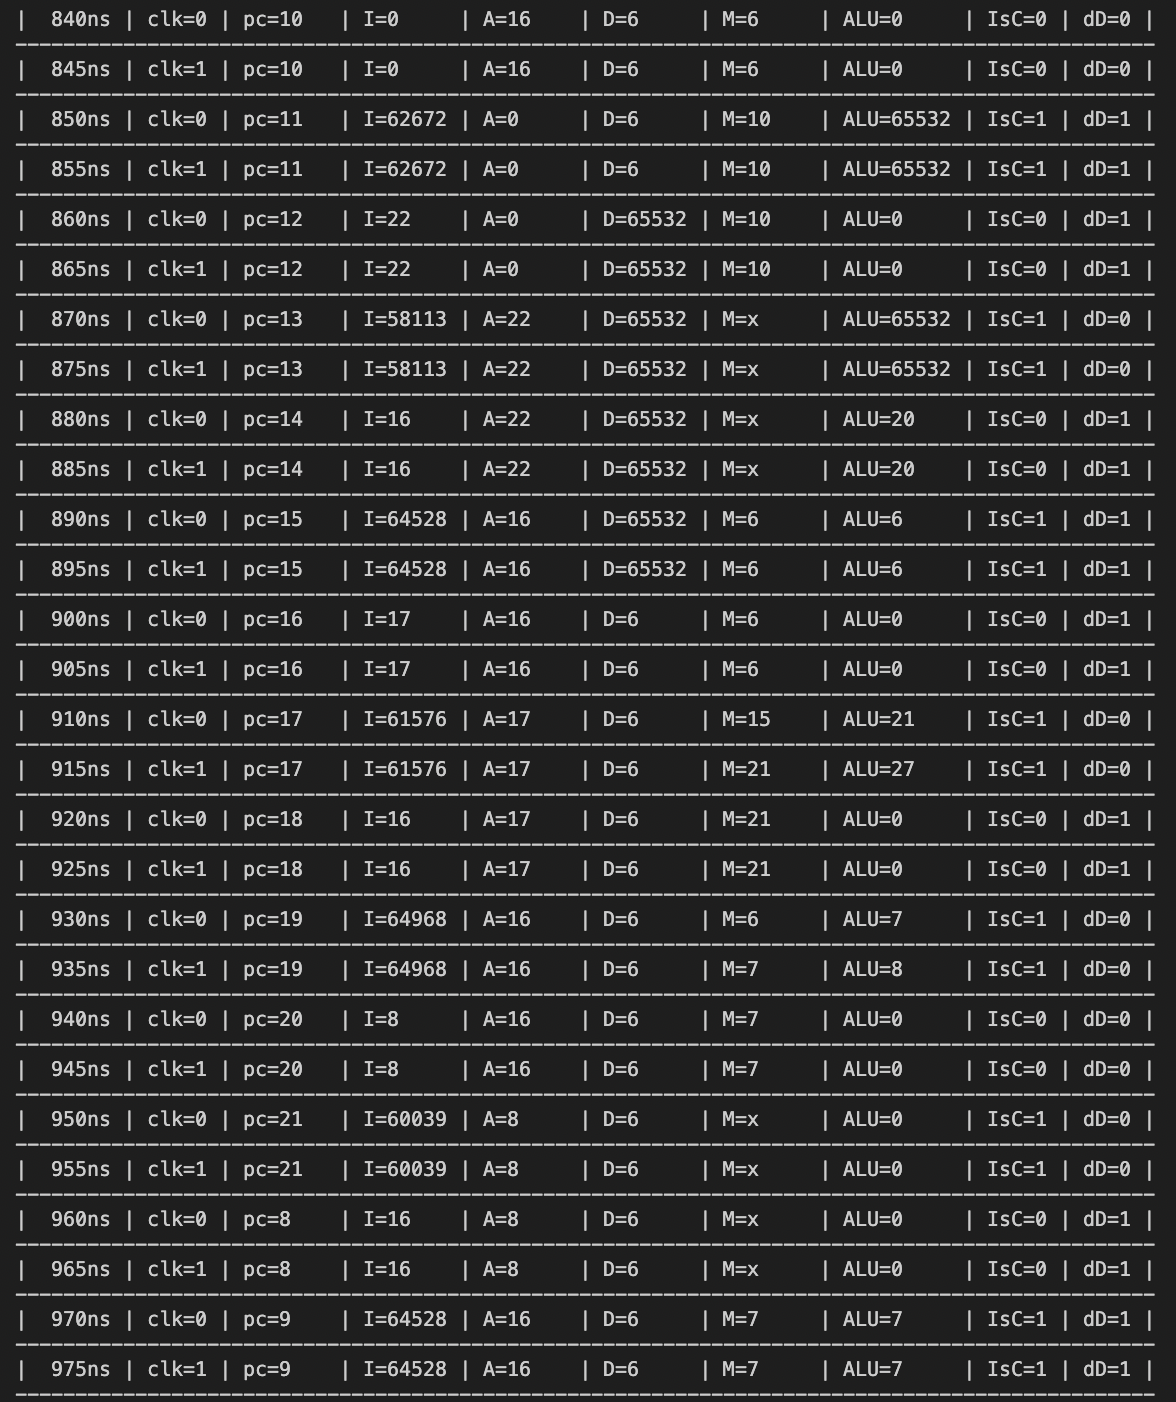 |  840ns | clk=0 | pc=10   | I=0     | A=16    | D=6     | M=6     | ALU=0     | IsC=0 | dD=0 |
-----------------------------------------------------------------------------------------------
|  845ns | clk=1 | pc=10   | I=0     | A=16    | D=6     | M=6     | ALU=0     | IsC=0 | dD=0 |
-----------------------------------------------------------------------------------------------
|  850ns | clk=0 | pc=11   | I=62672 | A=0     | D=6     | M=10    | ALU=65532 | IsC=1 | dD=1 |
-----------------------------------------------------------------------------------------------
|  855ns | clk=1 | pc=11   | I=62672 | A=0     | D=6     | M=10    | ALU=65532 | IsC=1 | dD=1 |
-----------------------------------------------------------------------------------------------
|  860ns | clk=0 | pc=12   | I=22    | A=0     | D=65532 | M=10    | ALU=0     | IsC=0 | dD=1 |
-----------------------------------------------------------------------------------------------
|  865ns | clk=1 | pc=12   | I=22    | A=0     | D=65532 | M=10    | ALU=0     | IsC=0 | dD=1 |
-----------------------------------------------------------------------------------------------
|  870ns | clk=0 | pc=13   | I=58113 | A=22    | D=65532 | M=x     | ALU=65532 | IsC=1 | dD=0 |
-----------------------------------------------------------------------------------------------
|  875ns | clk=1 | pc=13   | I=58113 | A=22    | D=65532 | M=x     | ALU=65532 | IsC=1 | dD=0 |
-----------------------------------------------------------------------------------------------
|  880ns | clk=0 | pc=14   | I=16    | A=22    | D=65532 | M=x     | ALU=20    | IsC=0 | dD=1 |
-----------------------------------------------------------------------------------------------
|  885ns | clk=1 | pc=14   | I=16    | A=22    | D=65532 | M=x     | ALU=20    | IsC=0 | dD=1 |
-----------------------------------------------------------------------------------------------
|  890ns | clk=0 | pc=15   | I=64528 | A=16    | D=65532 | M=6     | ALU=6     | IsC=1 | dD=1 |
-----------------------------------------------------------------------------------------------
|  895ns | clk=1 | pc=15   | I=64528 | A=16    | D=65532 | M=6     | ALU=6     | IsC=1 | dD=1 |
-----------------------------------------------------------------------------------------------
|  900ns | clk=0 | pc=16   | I=17    | A=16    | D=6     | M=6     | ALU=0     | IsC=0 | dD=1 |
-----------------------------------------------------------------------------------------------
|  905ns | clk=1 | pc=16   | I=17    | A=16    | D=6     | M=6     | ALU=0     | IsC=0 | dD=1 |
-----------------------------------------------------------------------------------------------
|  910ns | clk=0 | pc=17   | I=61576 | A=17    | D=6     | M=15    | ALU=21    | IsC=1 | dD=0 |
-----------------------------------------------------------------------------------------------
|  915ns | clk=1 | pc=17   | I=61576 | A=17    | D=6     | M=21    | ALU=27    | IsC=1 | dD=0 |
-----------------------------------------------------------------------------------------------
|  920ns | clk=0 | pc=18   | I=16    | A=17    | D=6     | M=21    | ALU=0     | IsC=0 | dD=1 |
-----------------------------------------------------------------------------------------------
|  925ns | clk=1 | pc=18   | I=16    | A=17    | D=6     | M=21    | ALU=0     | IsC=0 | dD=1 |
-----------------------------------------------------------------------------------------------
|  930ns | clk=0 | pc=19   | I=64968 | A=16    | D=6     | M=6     | ALU=7     | IsC=1 | dD=0 |
-----------------------------------------------------------------------------------------------
|  935ns | clk=1 | pc=19   | I=64968 | A=16    | D=6     | M=7     | ALU=8     | IsC=1 | dD=0 |
-----------------------------------------------------------------------------------------------
|  940ns | clk=0 | pc=20   | I=8     | A=16    | D=6     | M=7     | ALU=0     | IsC=0 | dD=0 |
-----------------------------------------------------------------------------------------------
|  945ns | clk=1 | pc=20   | I=8     | A=16    | D=6     | M=7     | ALU=0     | IsC=0 | dD=0 |
-----------------------------------------------------------------------------------------------
|  950ns | clk=0 | pc=21   | I=60039 | A=8     | D=6     | M=x     | ALU=0     | IsC=1 | dD=0 |
-----------------------------------------------------------------------------------------------
|  955ns | clk=1 | pc=21   | I=60039 | A=8     | D=6     | M=x     | ALU=0     | IsC=1 | dD=0 |
-----------------------------------------------------------------------------------------------
|  960ns | clk=0 | pc=8    | I=16    | A=8     | D=6     | M=x     | ALU=0     | IsC=0 | dD=1 |
-----------------------------------------------------------------------------------------------
|  965ns | clk=1 | pc=8    | I=16    | A=8     | D=6     | M=x     | ALU=0     | IsC=0 | dD=1 |
-----------------------------------------------------------------------------------------------
|  970ns | clk=0 | pc=9    | I=64528 | A=16    | D=6     | M=7     | ALU=7     | IsC=1 | dD=1 |
-----------------------------------------------------------------------------------------------
|  975ns | clk=1 | pc=9    | I=64528 | A=16    | D=6     | M=7     | ALU=7     | IsC=1 | dD=1 |
-----------------------------------------------------------------------------------------------